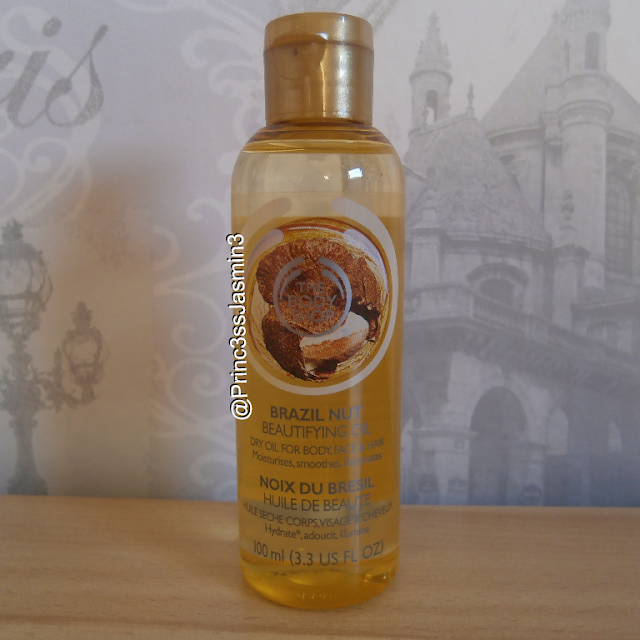 ris
@Princ3ssJasmin3
THE
BODY
SHOP
BRAZIL NUT
BEAUTIFYING OIL
DRY OIL FOR BODY, FACE & HAIR
Moisturises, smoothes, illuminates
NOIX DU BRESIL
HUILE DE BEAUTE
HUILE SECHE CORPS, VISAGE & CHEVEUX
Hydrate*, adoucit, illumine
100 ml (3.3 US FL OZ)